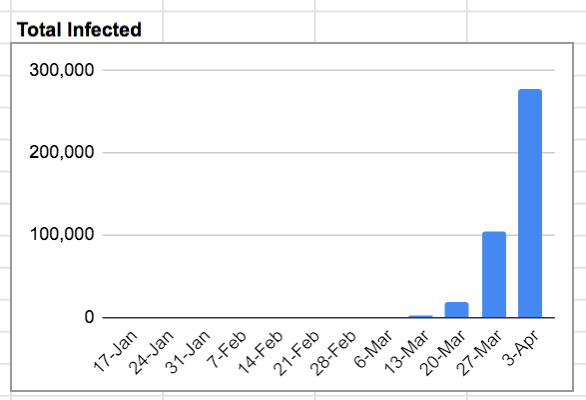 Total Infected
300,000
200,000
100,000
0
17-Jan
24-Jan
31-Jan
7-Feb
14-Feb
21-Feb
28-Feb
6-Mar
13-Mar
20-Mar
27-Mar
3-Apr